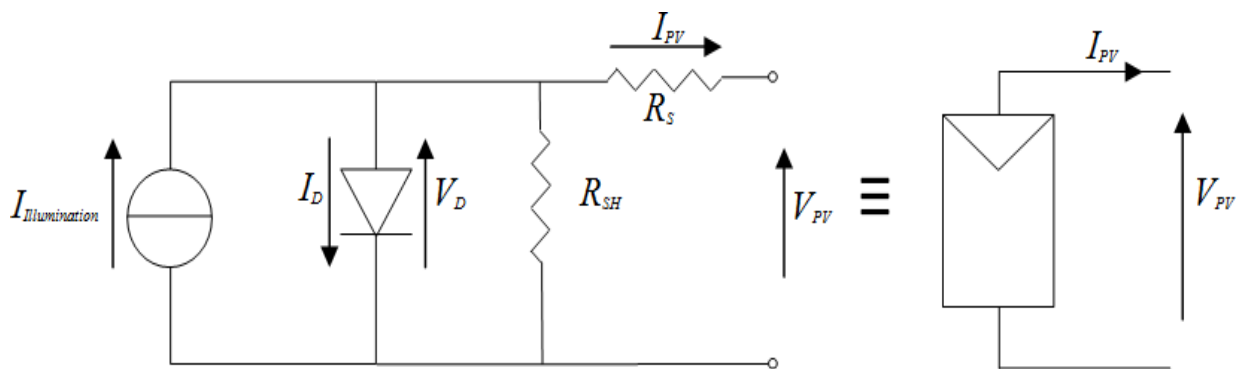 I_Illumination
I_D
V_D
R_SH
I_PV
R_S
V_PV
≡
I_PV
V_PV